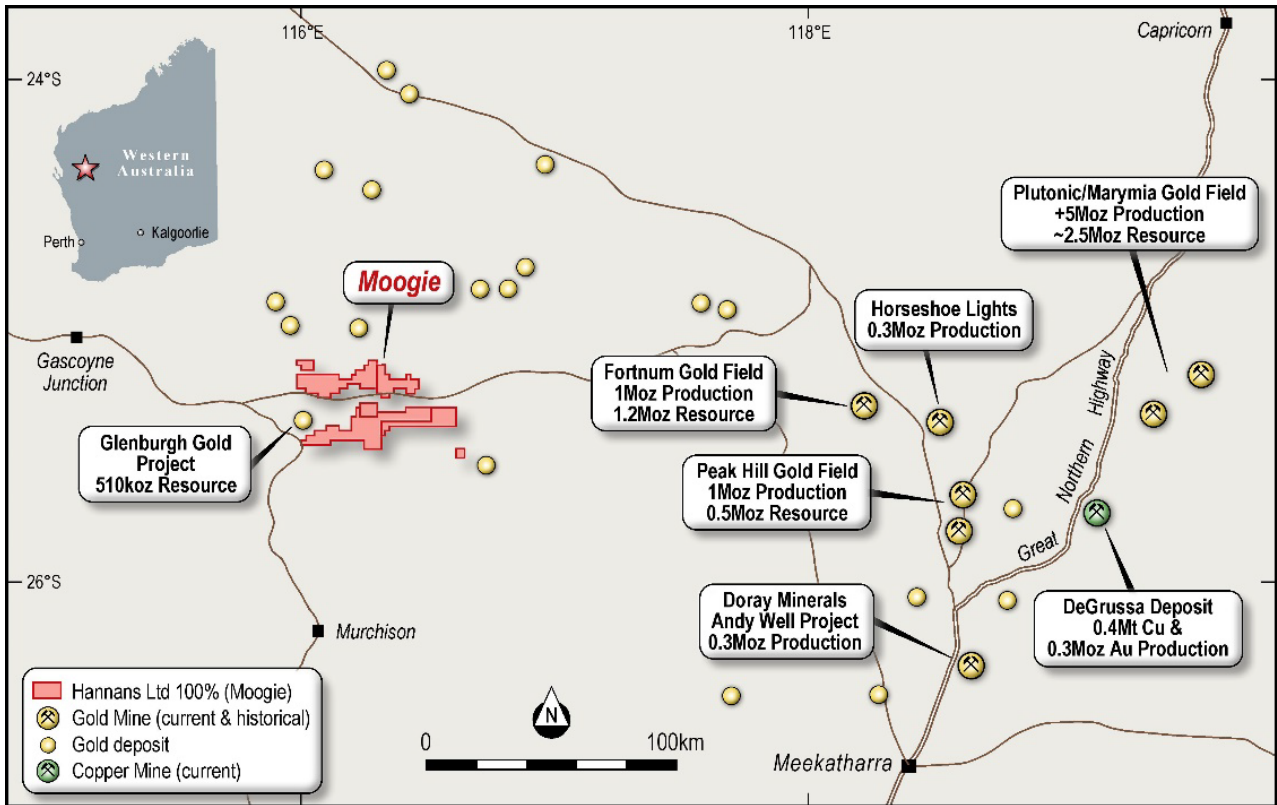 116°E
118°E
Capricorn
24°S
Western
Australia
Perth
Kalgoorlie
Plutonic/Marymia Gold Field
+5Moz Production
~2.5Moz Resource
Moogie
Horseshoe Lights
0.3Moz Production
Gascoyne
Junction
Fortnum Gold Field
1Moz Production
1.2Moz Resource
Great Northern Highway
Glenburgh Gold
Project
510koz Resource
Peak Hill Gold Field
1Moz Production
0.5Moz Resource
26°S
Doray Minerals
Andy Well Project
0.3Moz Production
DeGrussa Deposit
0.4Mt Cu &
0.3Moz Au Production
Murchison
Hannans Ltd 100% (Moogie)
Gold Mine (current & historical)
Gold deposit
Copper Mine (current)
N
0
100km
Meekatharra